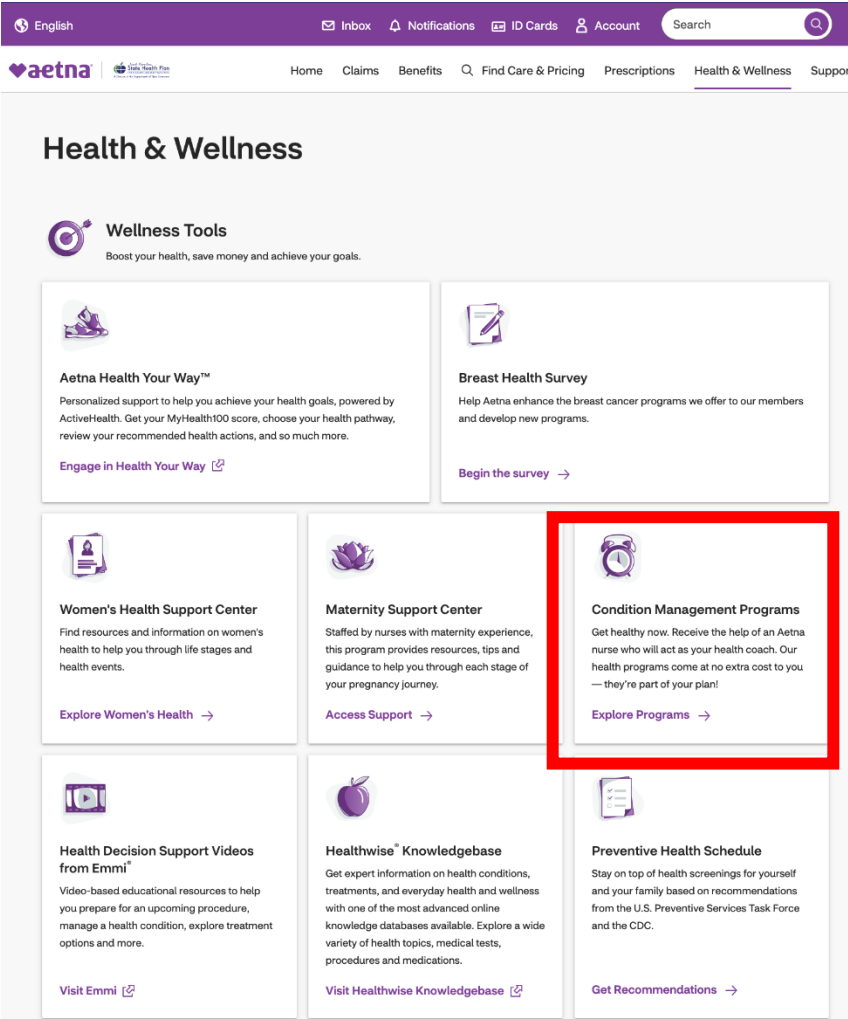 English
Inbox
Notifications
ID Cards
Account
Search
aetna
State Health Plan
Home
Claims
Benefits
Find Care & Pricing
Prescriptions
Health & Wellness
Suppor
Health & Wellness
Wellness Tools
Boost your health, save money and achieve your goals.
Aetna Health Your Way™
Personalized support to help you achieve your health goals, powered by
ActiveHealth. Get your MyHealth100 score, choose your health pathway,
review your recommended health actions, and so much more.
Engage in Health Your Way
Breast Health Survey
Help Aetna enhance the breast cancer programs we offer to our members
and develop new programs.
Begin the survey →
Women's Health Support Center
Find resources and information on women's
health to help you through life stages and
health events.
Explore Women's Health →
Maternity Support Center
Staffed by nurses with maternity experience,
this program provides resources, tips and
guidance to help you through each stage of
your pregnancy journey.
Access Support →
Condition Management Programs
Get healthy now. Receive the help of an Aetna
nurse who will act as your health coach. Our
health programs come at no extra cost to you
— they're part of your plan!
Explore Programs →
Health Decision Support Videos
from Emmi®
Video-based educational resources to help
you prepare for an upcoming procedure,
manage a health condition, explore treatment
options and more.
Visit Emmi
Healthwise® Knowledgebase
Get expert information on health conditions,
treatments, and everyday health and wellness
with one of the most advanced online
knowledge databases available. Explore a wide
variety of health topics, medical tests,
procedures and medications.
Visit Healthwise Knowledgebase
Preventive Health Schedule
Stay on top of health screenings for yourself
and your family based on recommendations
from the U.S. Preventive Services Task Force
and the CDC.
Get Recommendations →